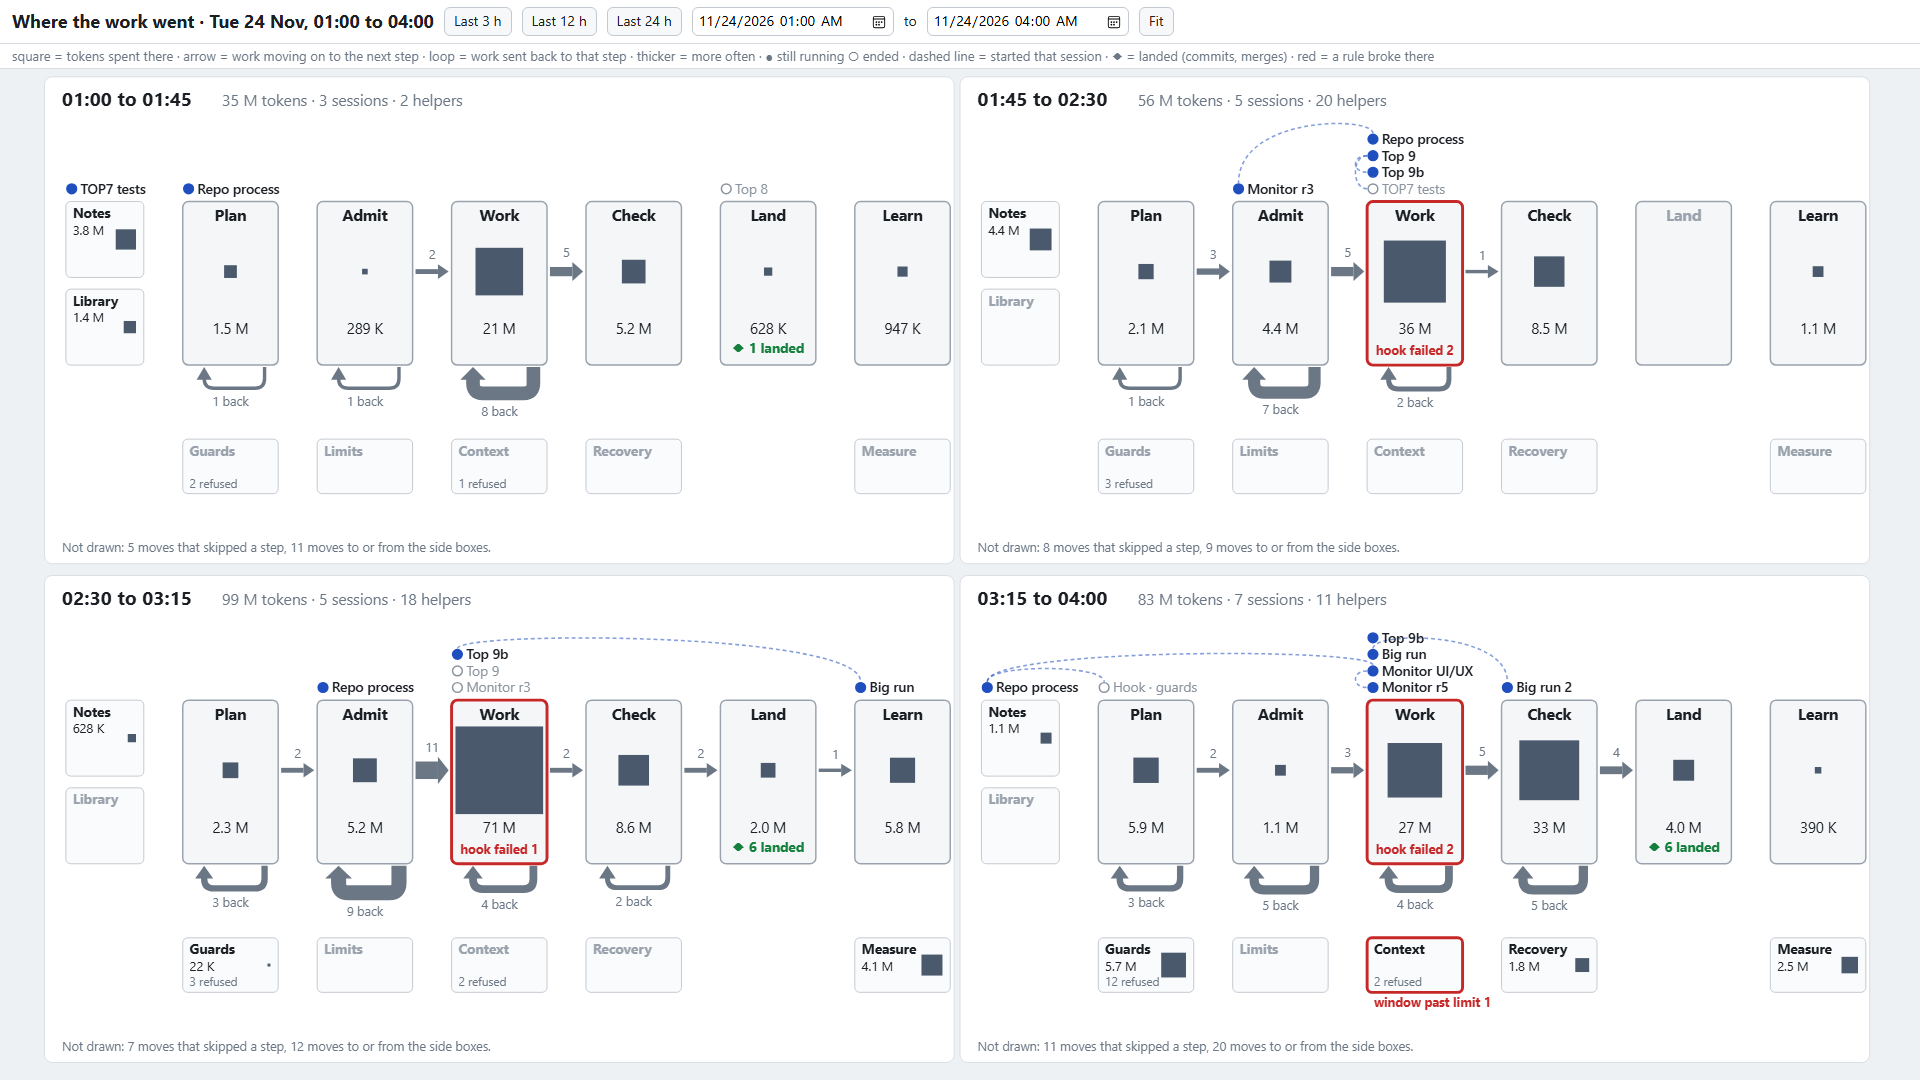 Where the work went · Tue 24 Nov, 01:00 to 04:00
Last 3 h
Last 12 h
Last 24 h
11/24/2026 01:00 AM
to
11/24/2026 04:00 AM
Fit
square = tokens spent there · arrow = work moving on to the next step · loop = work sent back to that step · thicker = more often · ● still running ○ ended · dashed line = started that session · ◆ = landed (commits, merges) · red = a rule broke there
01:00 to 01:45
35 M tokens · 3 sessions · 2 helpers
TOP7 tests
Repo process
Top 8
Notes
3.8 M
Library
1.4 M
Plan
1.5 M
1 back
Admit
289 K
1 back
2
Work
21 M
8 back
5
Check
5.2 M
Land
628 K
◆ 1 landed
Learn
947 K
Guards
2 refused
Limits
Context
1 refused
Recovery
Measure
Not drawn: 5 moves that skipped a step, 11 moves to or from the side boxes.
01:45 to 02:30
56 M tokens · 5 sessions · 20 helpers
Repo process
Top 9
Top 9b
TOP7 tests
Monitor r3
Notes
4.4 M
Library
Plan
2.1 M
1 back
3
Admit
4.4 M
7 back
5
Work
36 M
hook failed 2
2 back
1
Check
8.5 M
Land
Learn
1.1 M
Guards
3 refused
Limits
Context
Recovery
Measure
Not drawn: 8 moves that skipped a step, 9 moves to or from the side boxes.
02:30 to 03:15
99 M tokens · 5 sessions · 18 helpers
Top 9b
Top 9
Monitor r3
Repo process
Big run
Notes
628 K
Library
Plan
2.3 M
3 back
2
Admit
5.2 M
9 back
11
Work
71 M
hook failed 1
4 back
2
Check
8.6 M
2 back
2
Land
2.0 M
◆ 6 landed
1
Learn
5.8 M
Guards
22 K
3 refused
Limits
Context
2 refused
Recovery
Measure
4.1 M
Not drawn: 7 moves that skipped a step, 12 moves to or from the side boxes.
03:15 to 04:00
83 M tokens · 7 sessions · 11 helpers
Top 9b
Big run
Monitor UI/UX
Monitor r5
Repo process
Hook · guards
Big run 2
Notes
1.1 M
Library
Plan
5.9 M
3 back
2
Admit
1.1 M
5 back
3
Work
27 M
hook failed 2
4 back
5
Check
33 M
5 back
4
Land
4.0 M
◆ 6 landed
Learn
390 K
Guards
5.7 M
12 refused
Limits
Context
2 refused
window past limit 1
Recovery
1.8 M
Measure
2.5 M
Not drawn: 11 moves that skipped a step, 20 moves to or from the side boxes.